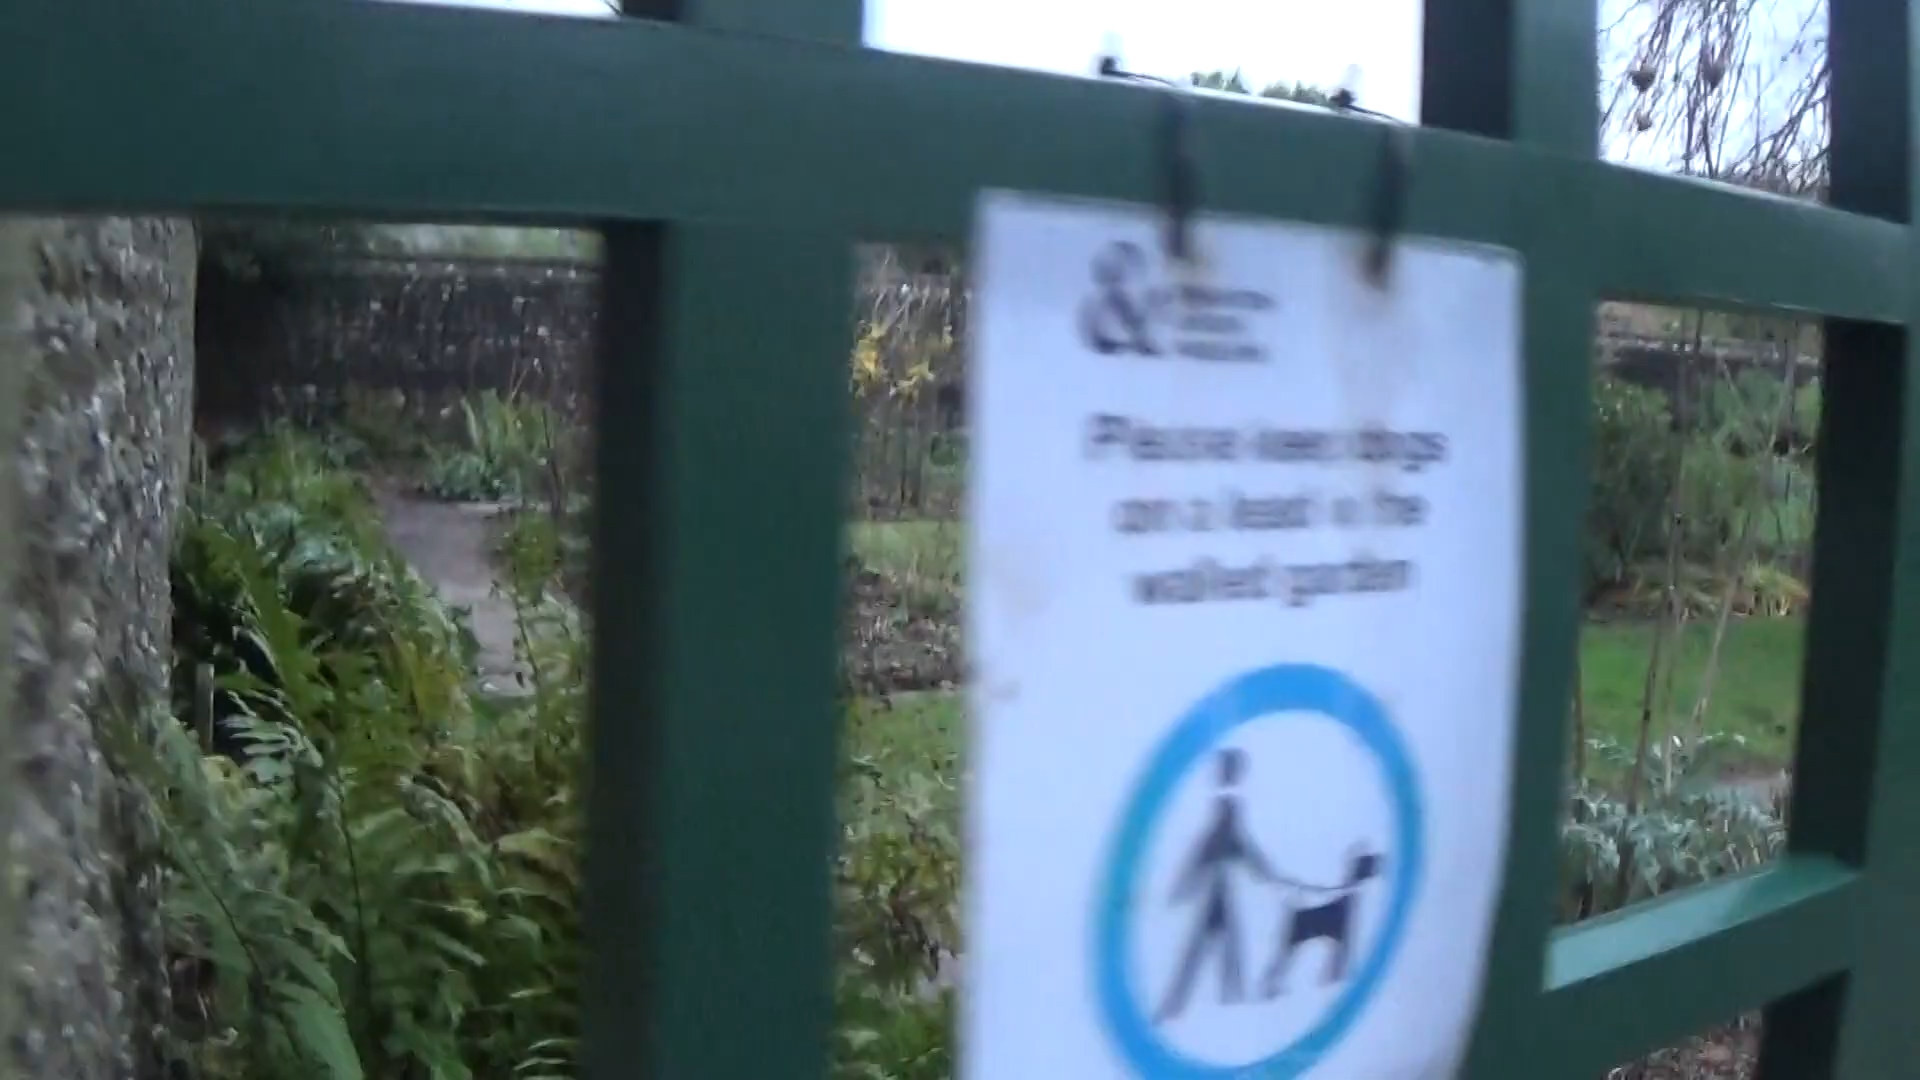 &
Please keep dogs
on a lead in the
walled garden